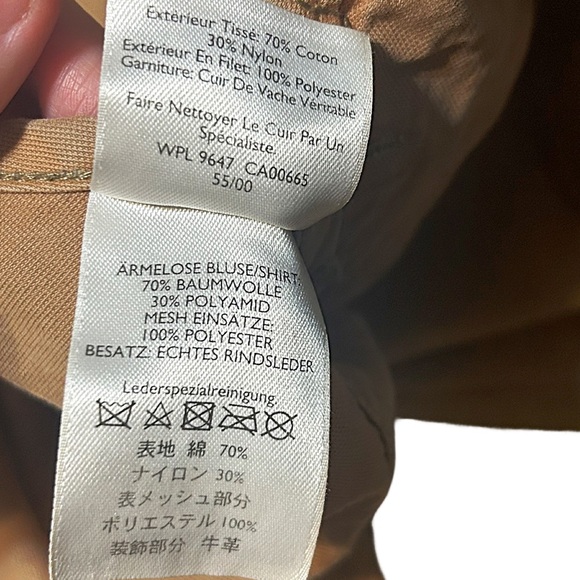 Extérieur Tissé: 70% Coton
30% Nylon
Extérieur En Filet: 100% Polyester
Garniture: Cuir De Vache Véritable
Faire Nettoyer Le Cuir Par Un
Spécialiste.
WPL 9647 CA00665
55/00
ÄRMELOSE BLUSE/SHIRT:
70% BAUMWOLLE
30% POLYAMID
MESH EINSÄTZE:
100% POLYESTER
BESATZ: ECHTES RINDSLEDER
Lederspezialreinigung.
表地 綿 70%
ナイロン 30%
表メッシュ部分
ポリエステル 100%
装飾部分 牛革